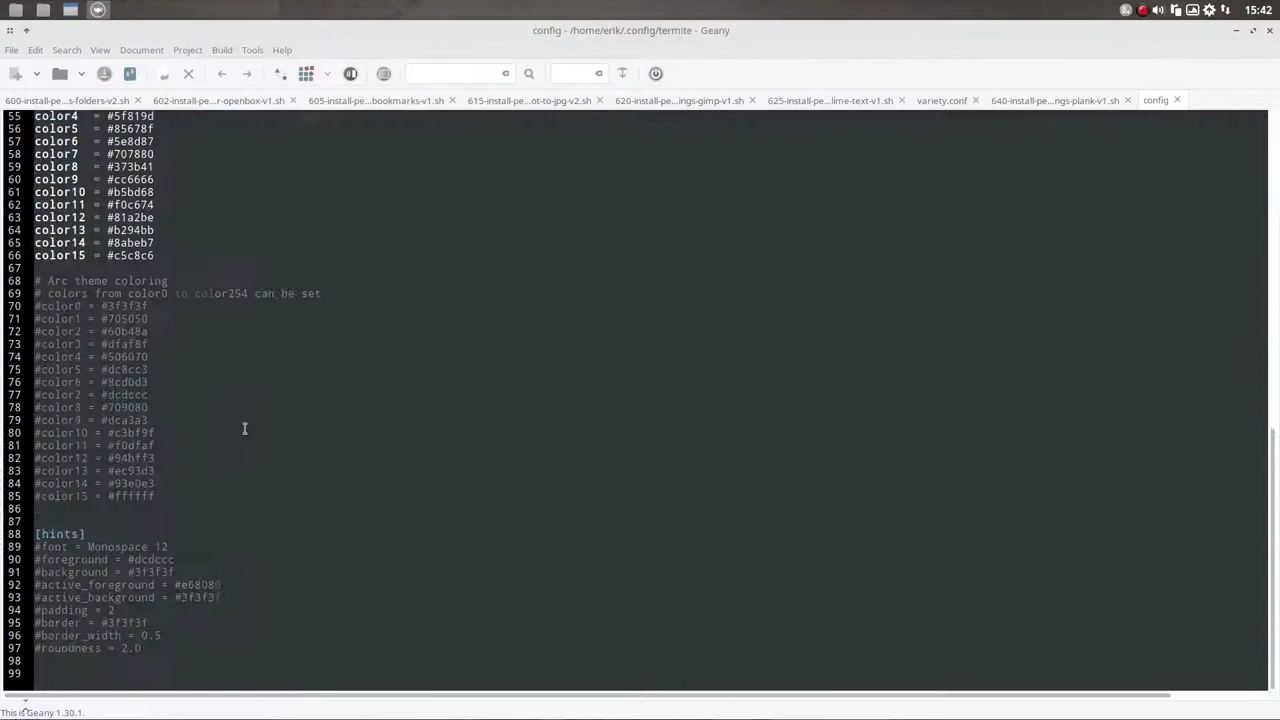 15:42
config - /home/erik/.config/termite - Geany
File Edit Search View Document Project Build Tools Help
600-install-pe...s-folders-v2.sh 602-install-pe...r-openbox-v1.sh 605-install-pe...bookmarks-v1.sh 615-install-pe...ot-to-jpg-v2.sh 620-install-pe...ings-gimp-v1.sh 625-install-pe...lime-text-v1.sh variety.conf 640-install-pe...ngs-plank-v1.sh config
55 color4 = #5f819d
56 color5 = #85678f
57 color6 = #5e8d87
58 color7 = #707880
59 color8 = #373b41
60 color9 = #cc6666
61 color10 = #b5bd68
62 color11 = #f0c674
63 color12 = #81a2be
64 color13 = #b294bb
65 color14 = #8abeb7
66 color15 = #c5c8c6
67
68 # Arc theme coloring
69 # colors from color0 to color254 can be set
70 #color0 = #3f3f3f
71 #color1 = #705050
72 #color2 = #60b48a
73 #color3 = #dfaf8f
74 #color4 = #506070
75 #color5 = #dc8cc3
76 #color6 = #8cd0d3
77 #color7 = #dcdccc
78 #color8 = #709080
79 #color9 = #dca3a3
80 #color10 = #c3bf9f
81 #color11 = #f0dfaf
82 #color12 = #94bff3
83 #color13 = #ec93d3
84 #color14 = #93e0e3
85 #color15 = #ffffff
86
87
88 [hints]
89 #font = Monospace 12
90 #foreground = #dcdccc
91 #background = #3f3f3f
92 #active_foreground = #e68080
93 #active_background = #3f3f3f
94 #padding = 2
95 #border = #3f3f3f
96 #border_width = 0.5
97 #roundness = 2.0
98
99
This is Geany 1.30.1.